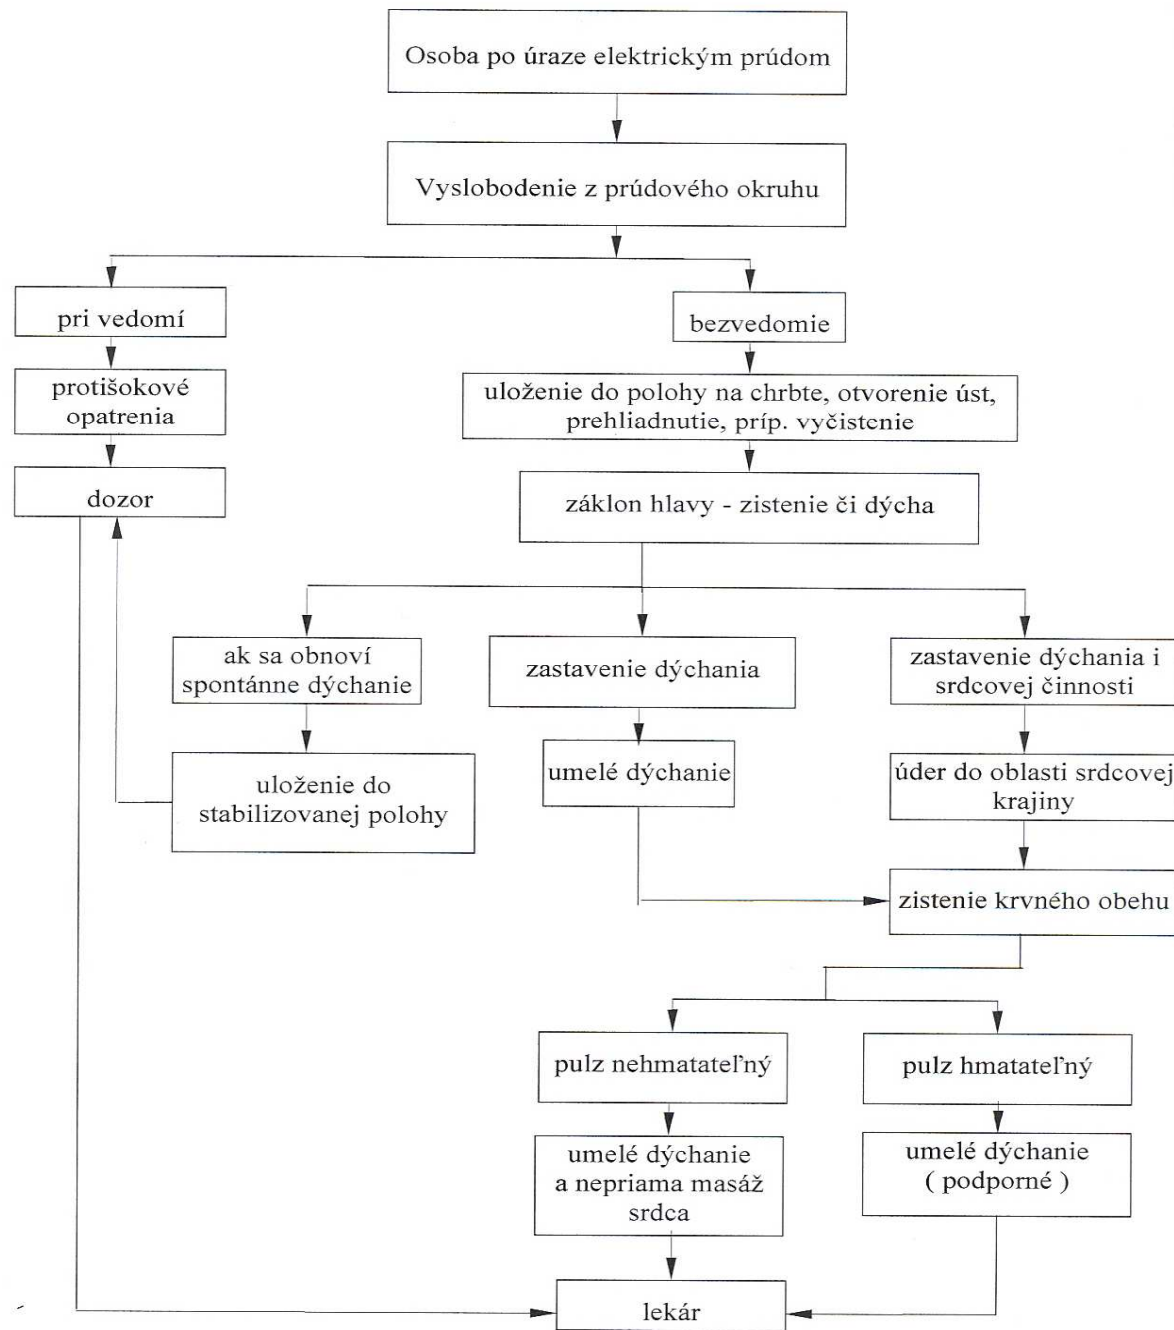 Osoba po úraze elektrickým prúdom
Vyslobodenie z prúdového okruhu
pri vedomí
bezvedomie
protišokové
opatrenia
uloženie do polohy na chrbte, otvorenie úst,
prehliadnutie, príp. vyčistenie
dozor
záklon hlavy - zistenie či dýcha
ak sa obnoví
spontánne dýchanie
zastavenie dýchania
zastavenie dýchania i
srdcovej činnosti
uloženie do
stabilizovanej polohy
umelé dýchanie
úder do oblasti srdcovej
krajiny
zistenie krvného obehu
pulz nehmatateľný
pulz hmatateľný
umelé dýchanie
a nepriama masáž
srdca
umelé dýchanie
( podporné )
lekár